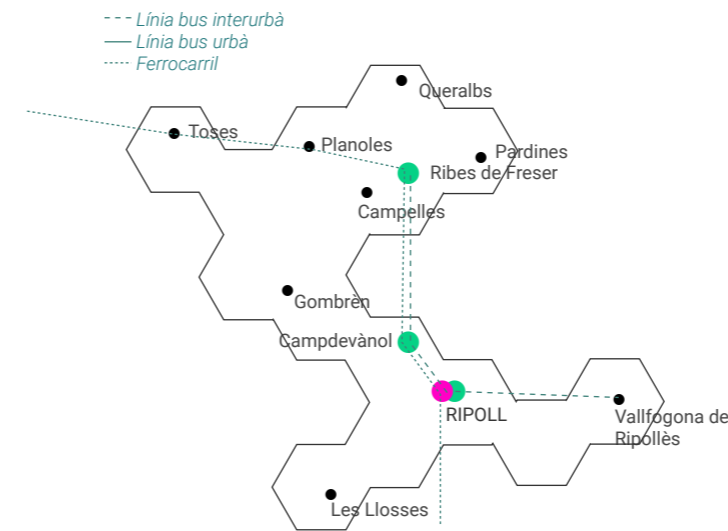 Línia bus interurbà
Línia bus urbà
Ferrocarril
Queralbs
Toses
Planoles
Pardines
Ribes de Freser
Campelles
Gombrèn
Campdevànol
RIPOLL
Vallfogona de
Ripollès
Les Llosses